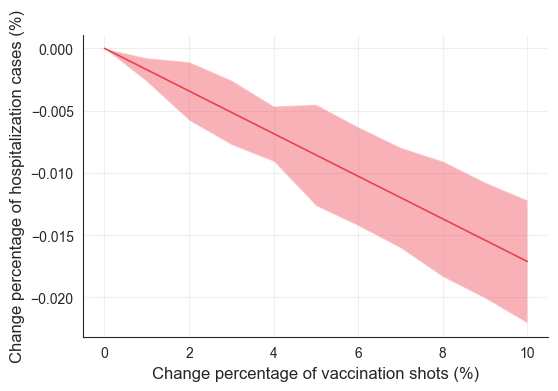 Change percentage of hospitalization cases (%)
0.000
−0.005
−0.010
−0.015
−0.020
0 2 4 6 8 10
Change percentage of vaccination shots (%)